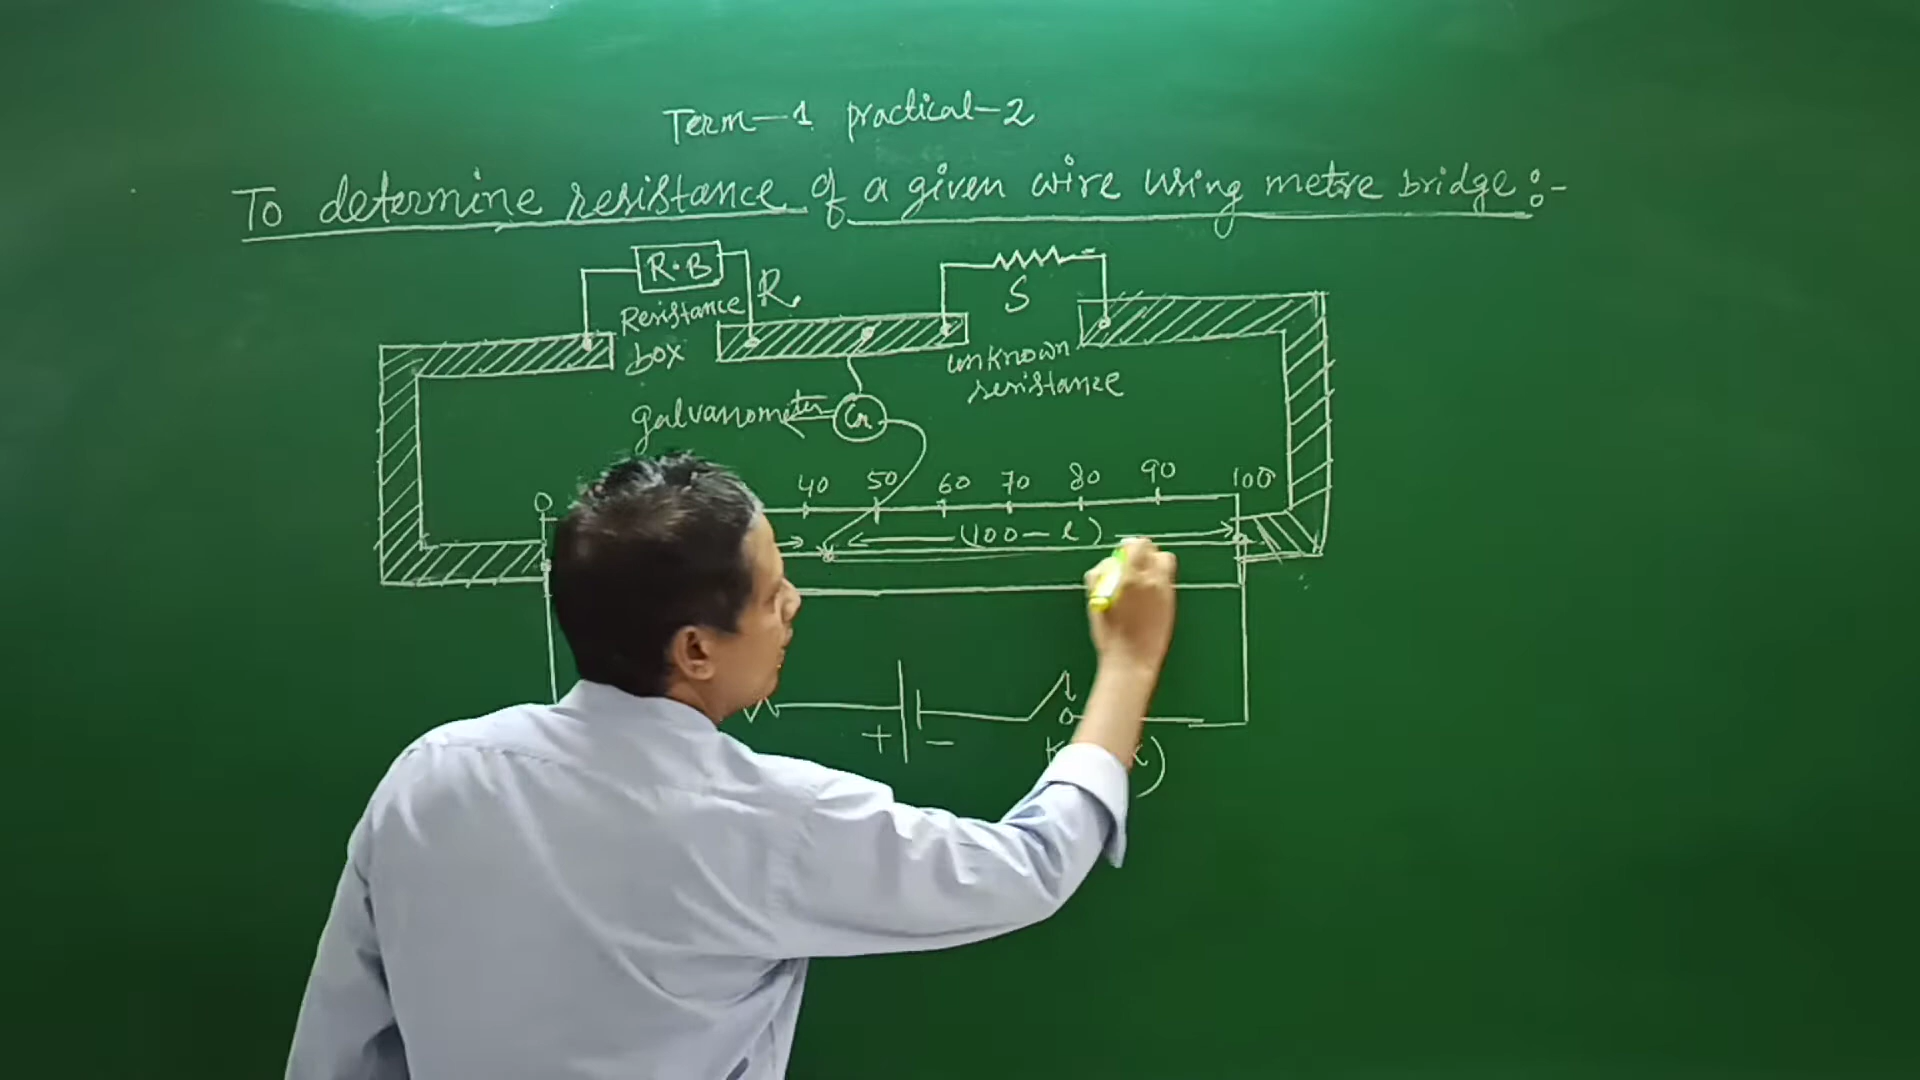 Term-1 practical-2
To determine resistance of a given wire using metre bridge:-
R.B
R
S
Resistance
box
unknown
resistance
galvanometer
G
0 40 50 60 70 80 90 100
(100-l)
+ -
K
)